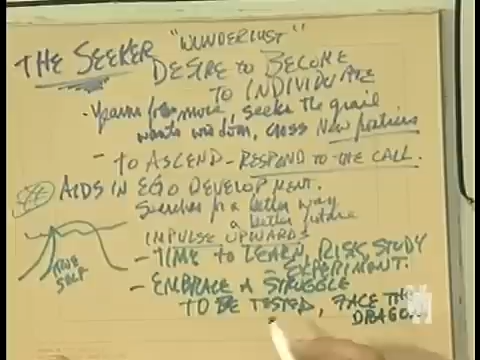 THE SEEKER "WUNDERLUST"
DESIRE TO BECOME
TO INDIVIDUATE
- Yearns for more, seeks the grail
wants wisdom, cross New frontiers
- TO ASCEND - RESPOND TO THE CALL.
AIDS IN EGO DEVELOPMENT.
Searches for a better way
a better future
IMPULSE UPWARDS
- TIME TO LEARN, RISK, STUDY
- EXPERIMENT.
TRUE
SELF
- EMBRACE A STRUGGLE
TO BE TESTED, FACE THE
DRAGON